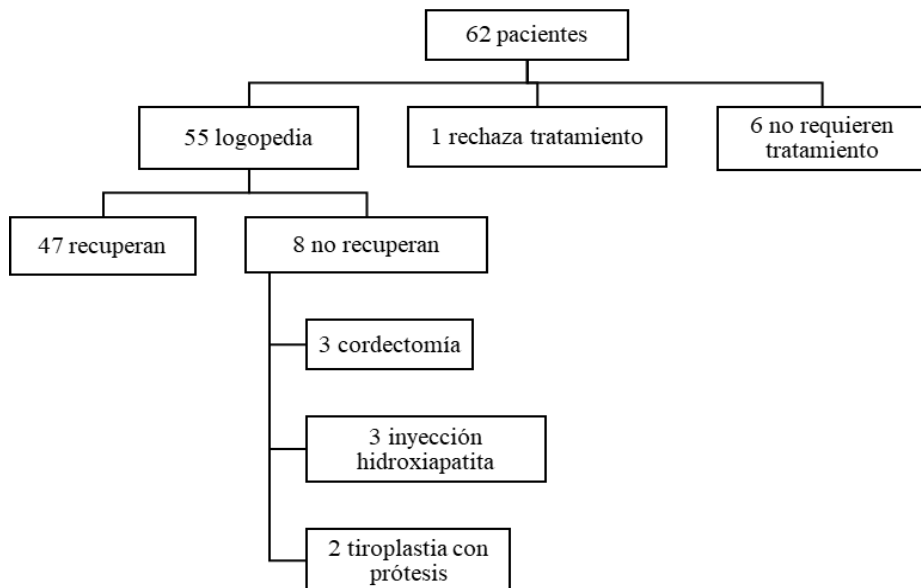 62 pacientes
55 logopedia
1 rechaza tratamiento
6 no requieren
tratamiento
47 recuperan
8 no recuperan
3 cordectomía
3 inyección
hidroxiapatita
2 tiroplastia con
prótesis